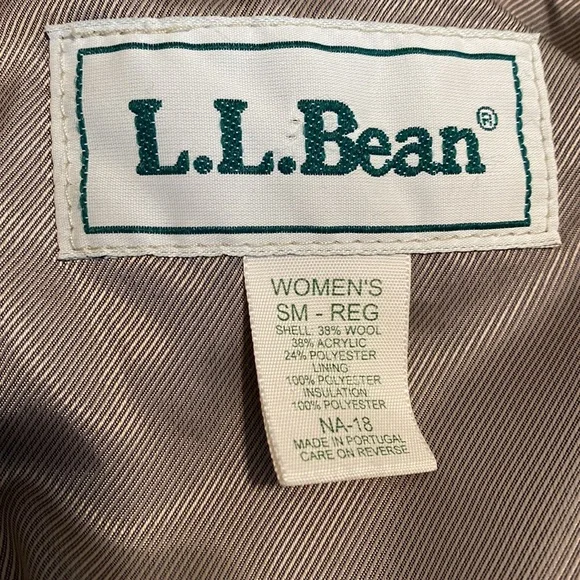 L.L.Bean®
WOMEN'S
SM - REG
SHELL: 38% WOOL
38% ACRYLIC
24% POLYESTER
LINING
100% POLYESTER
INSULATION
100% POLYESTER
NA-18
MADE IN PORTUGAL
CARE ON REVERSE